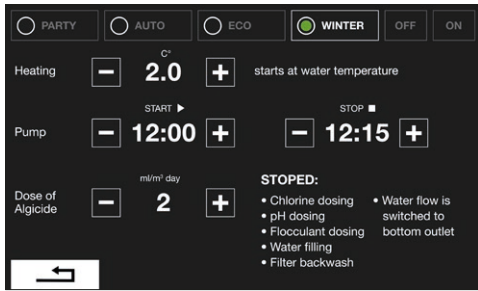 PARTY AUTO ECO WINTER OFF ON
C°
Heating − 2.0 + starts at water temperature
START ▶ STOP ■
Pump − 12:00 + − 12:15 +
ml/m³ day
Dose of
Algicide − 2 +
STOPED:
• Chlorine dosing
• pH dosing
• Flocculant dosing
• Water filling
• Filter backwash
• Water flow is
switched to
bottom outlet